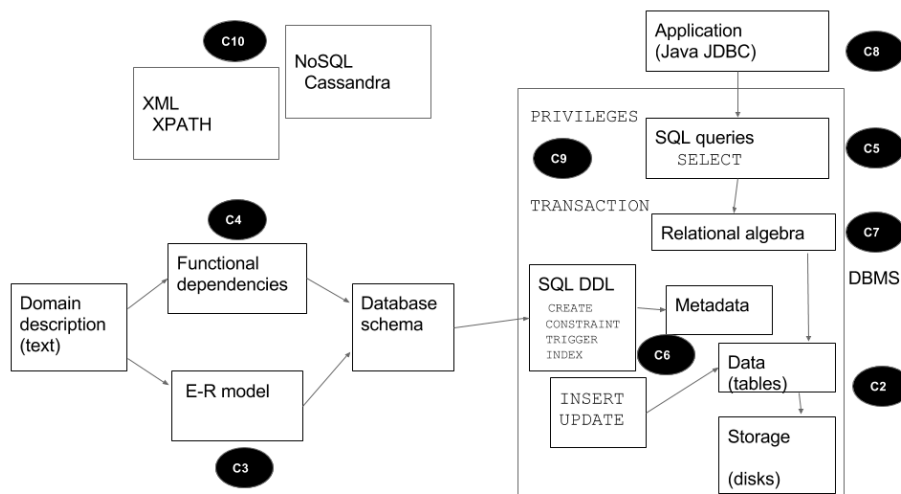 C10
NoSQL
Cassandra
XML
XPATH
Application
(Java JDBC)
C8
PRIVILEGES
SQL queries
SELECT
C5
C9
TRANSACTION
Relational algebra
C7
DBMS
C4
Functional
dependencies
Domain
description
(text)
Database
schema
E-R model
C3
SQL DDL
CREATE
CONSTRAINT
TRIGGER
INDEX
Metadata
C6
Data
(tables)
C2
INSERT
UPDATE
Storage
(disks)